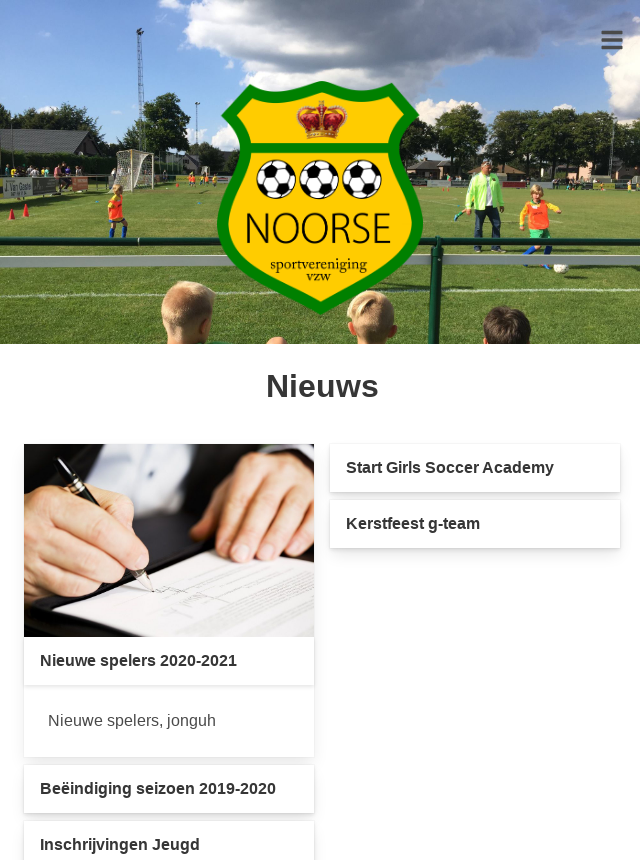 NOORSE
sportvereniging
vzw
Nieuws
Nieuwe spelers 2020-2021
Nieuwe spelers, jonguh
Beëindiging seizoen 2019-2020
Inschrijvingen Jeugd
Start Girls Soccer Academy
Kerstfeest g-team